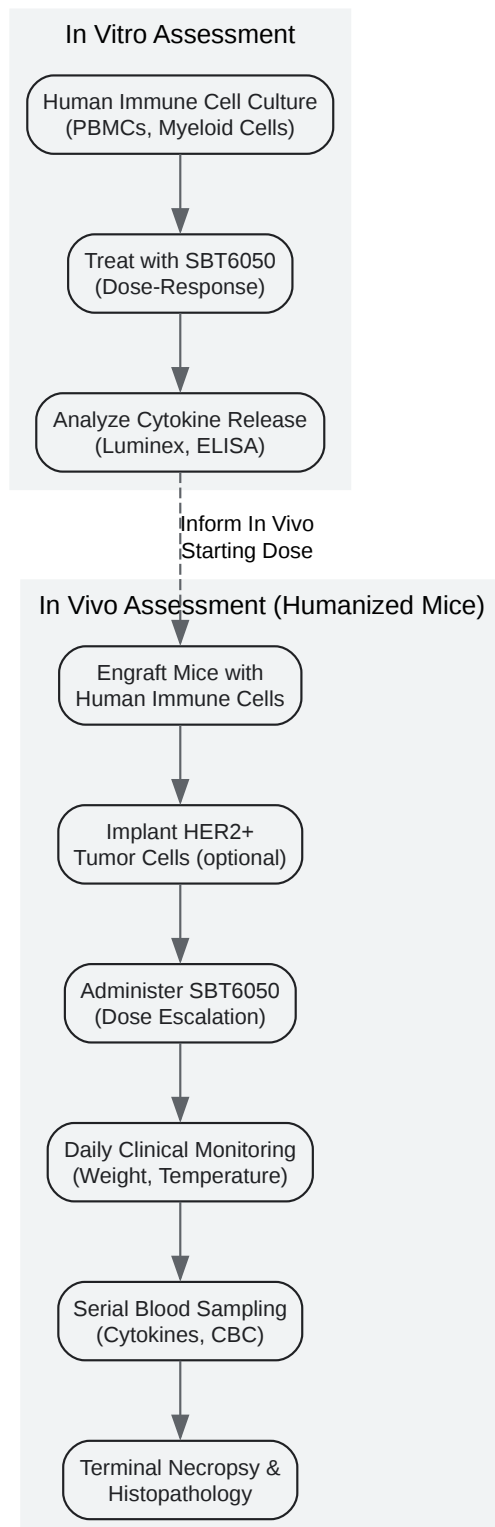 In Vitro Assessment
Human Immune Cell Culture
(PBMCs, Myeloid Cells)
Treat with SBT6050
(Dose-Response)
Analyze Cytokine Release
(Luminex, ELISA)
Inform In Vivo
Starting Dose
In Vivo Assessment (Humanized Mice)
Engraft Mice with
Human Immune Cells
Implant HER2+
Tumor Cells (optional)
Administer SBT6050
(Dose Escalation)
Daily Clinical Monitoring
(Weight, Temperature)
Serial Blood Sampling
(Cytokines, CBC)
Terminal Necropsy &
Histopathology